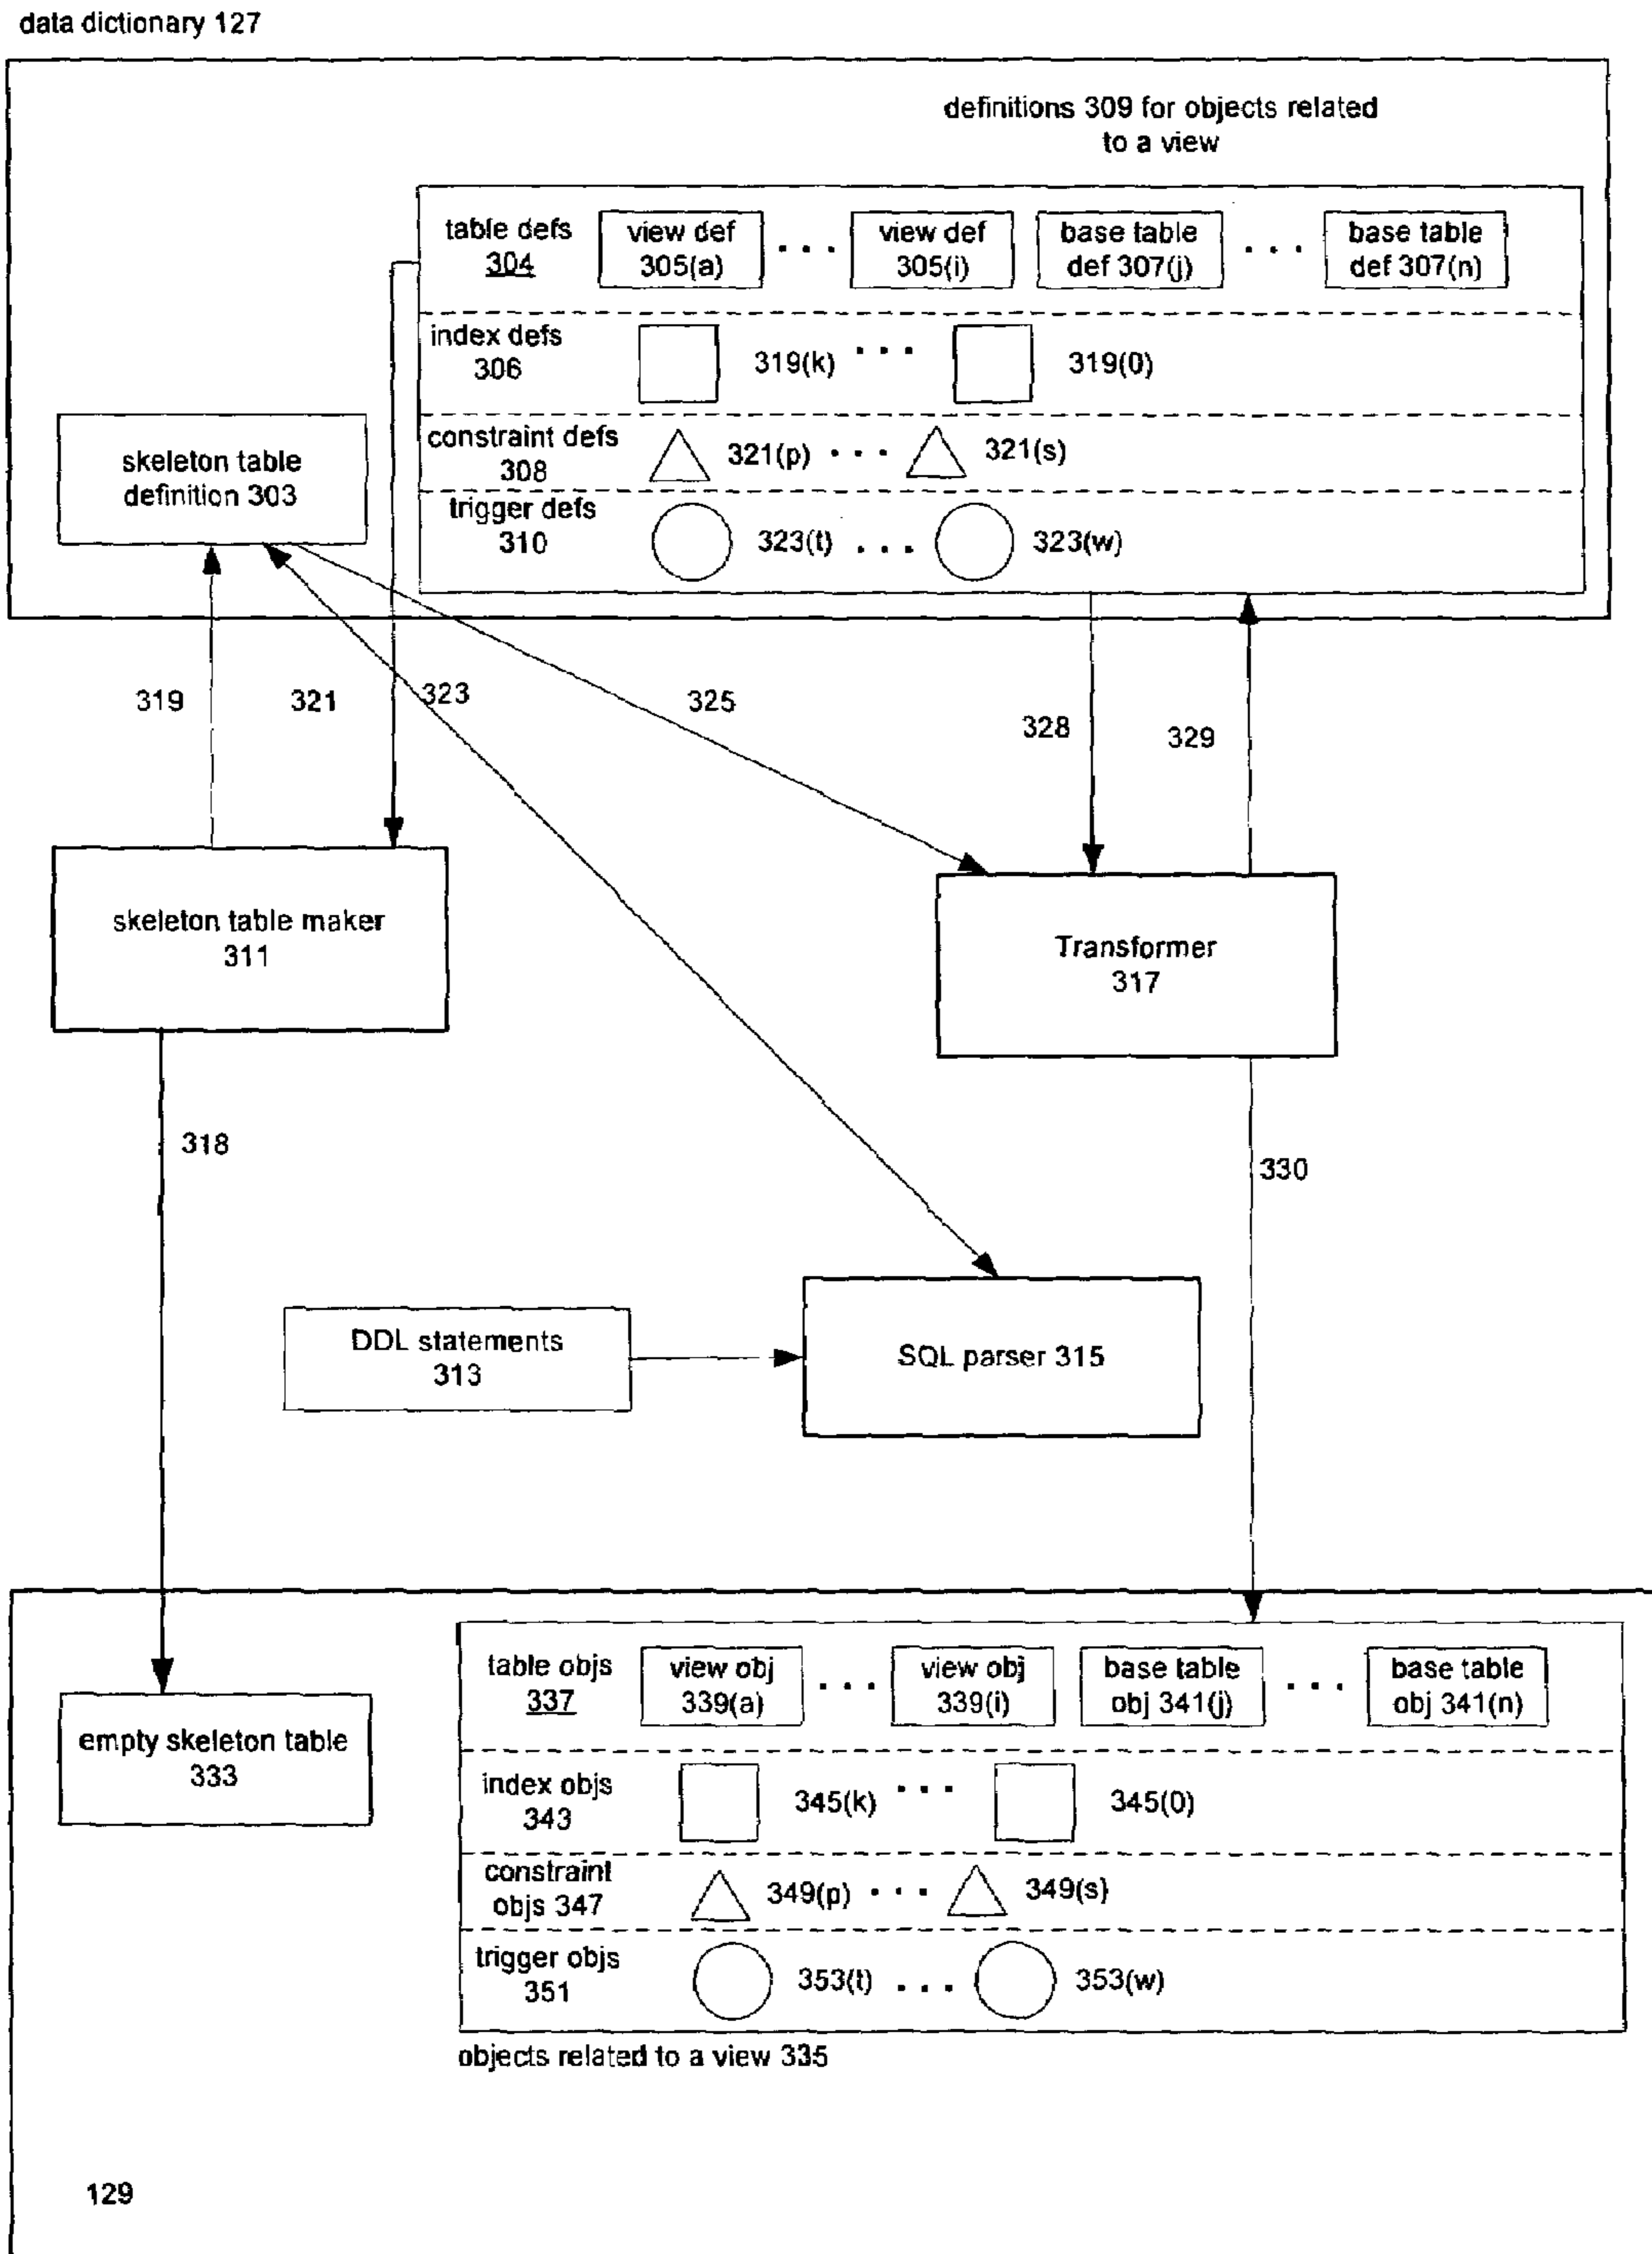 data dictionary 127
definitions 309 for objects related
to a view
table defs
304
view def
305(a)
view def
305(i)
base table
def 307(j)
base table
def 307(n)
index defs
306
319(k)
319(0)
constraint defs
308
321(p)
321(s)
trigger defs
310
323(t)
323(w)
skeleton table
definition 303
319
321
323
325
328
329
skeleton table maker
311
Transformer
317
318
330
DDL statements
313
SQL parser 315
table objs
337
view obj
339(a)
view obj
339(i)
base table
obj 341(j)
base table
obj 341(n)
empty skeleton table
333
index objs
343
345(k)
345(0)
constraint
objs 347
349(p)
349(s)
trigger objs
351
353(t)
353(w)
objects related to a view 335
129